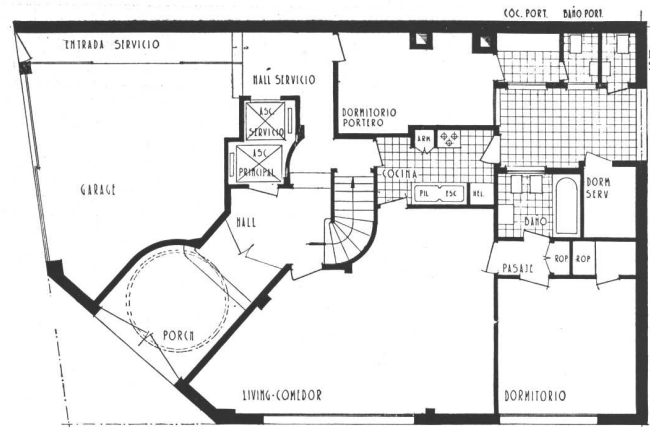 COC. PORT. BAÑO PORT.
ENTRADA SERVICIO
HALL SERVICIO
ASC. SERVICIO
DORMITORIO PORTERO
ASC. PRINCIPAL
ARM
COCINA
GARAGE
PIL ESC HEL.
DORM. SERV
HALL
BAÑO
PASAJE ROP ROP
PORCH
LIVING-COMEDOR
DORMITORIO